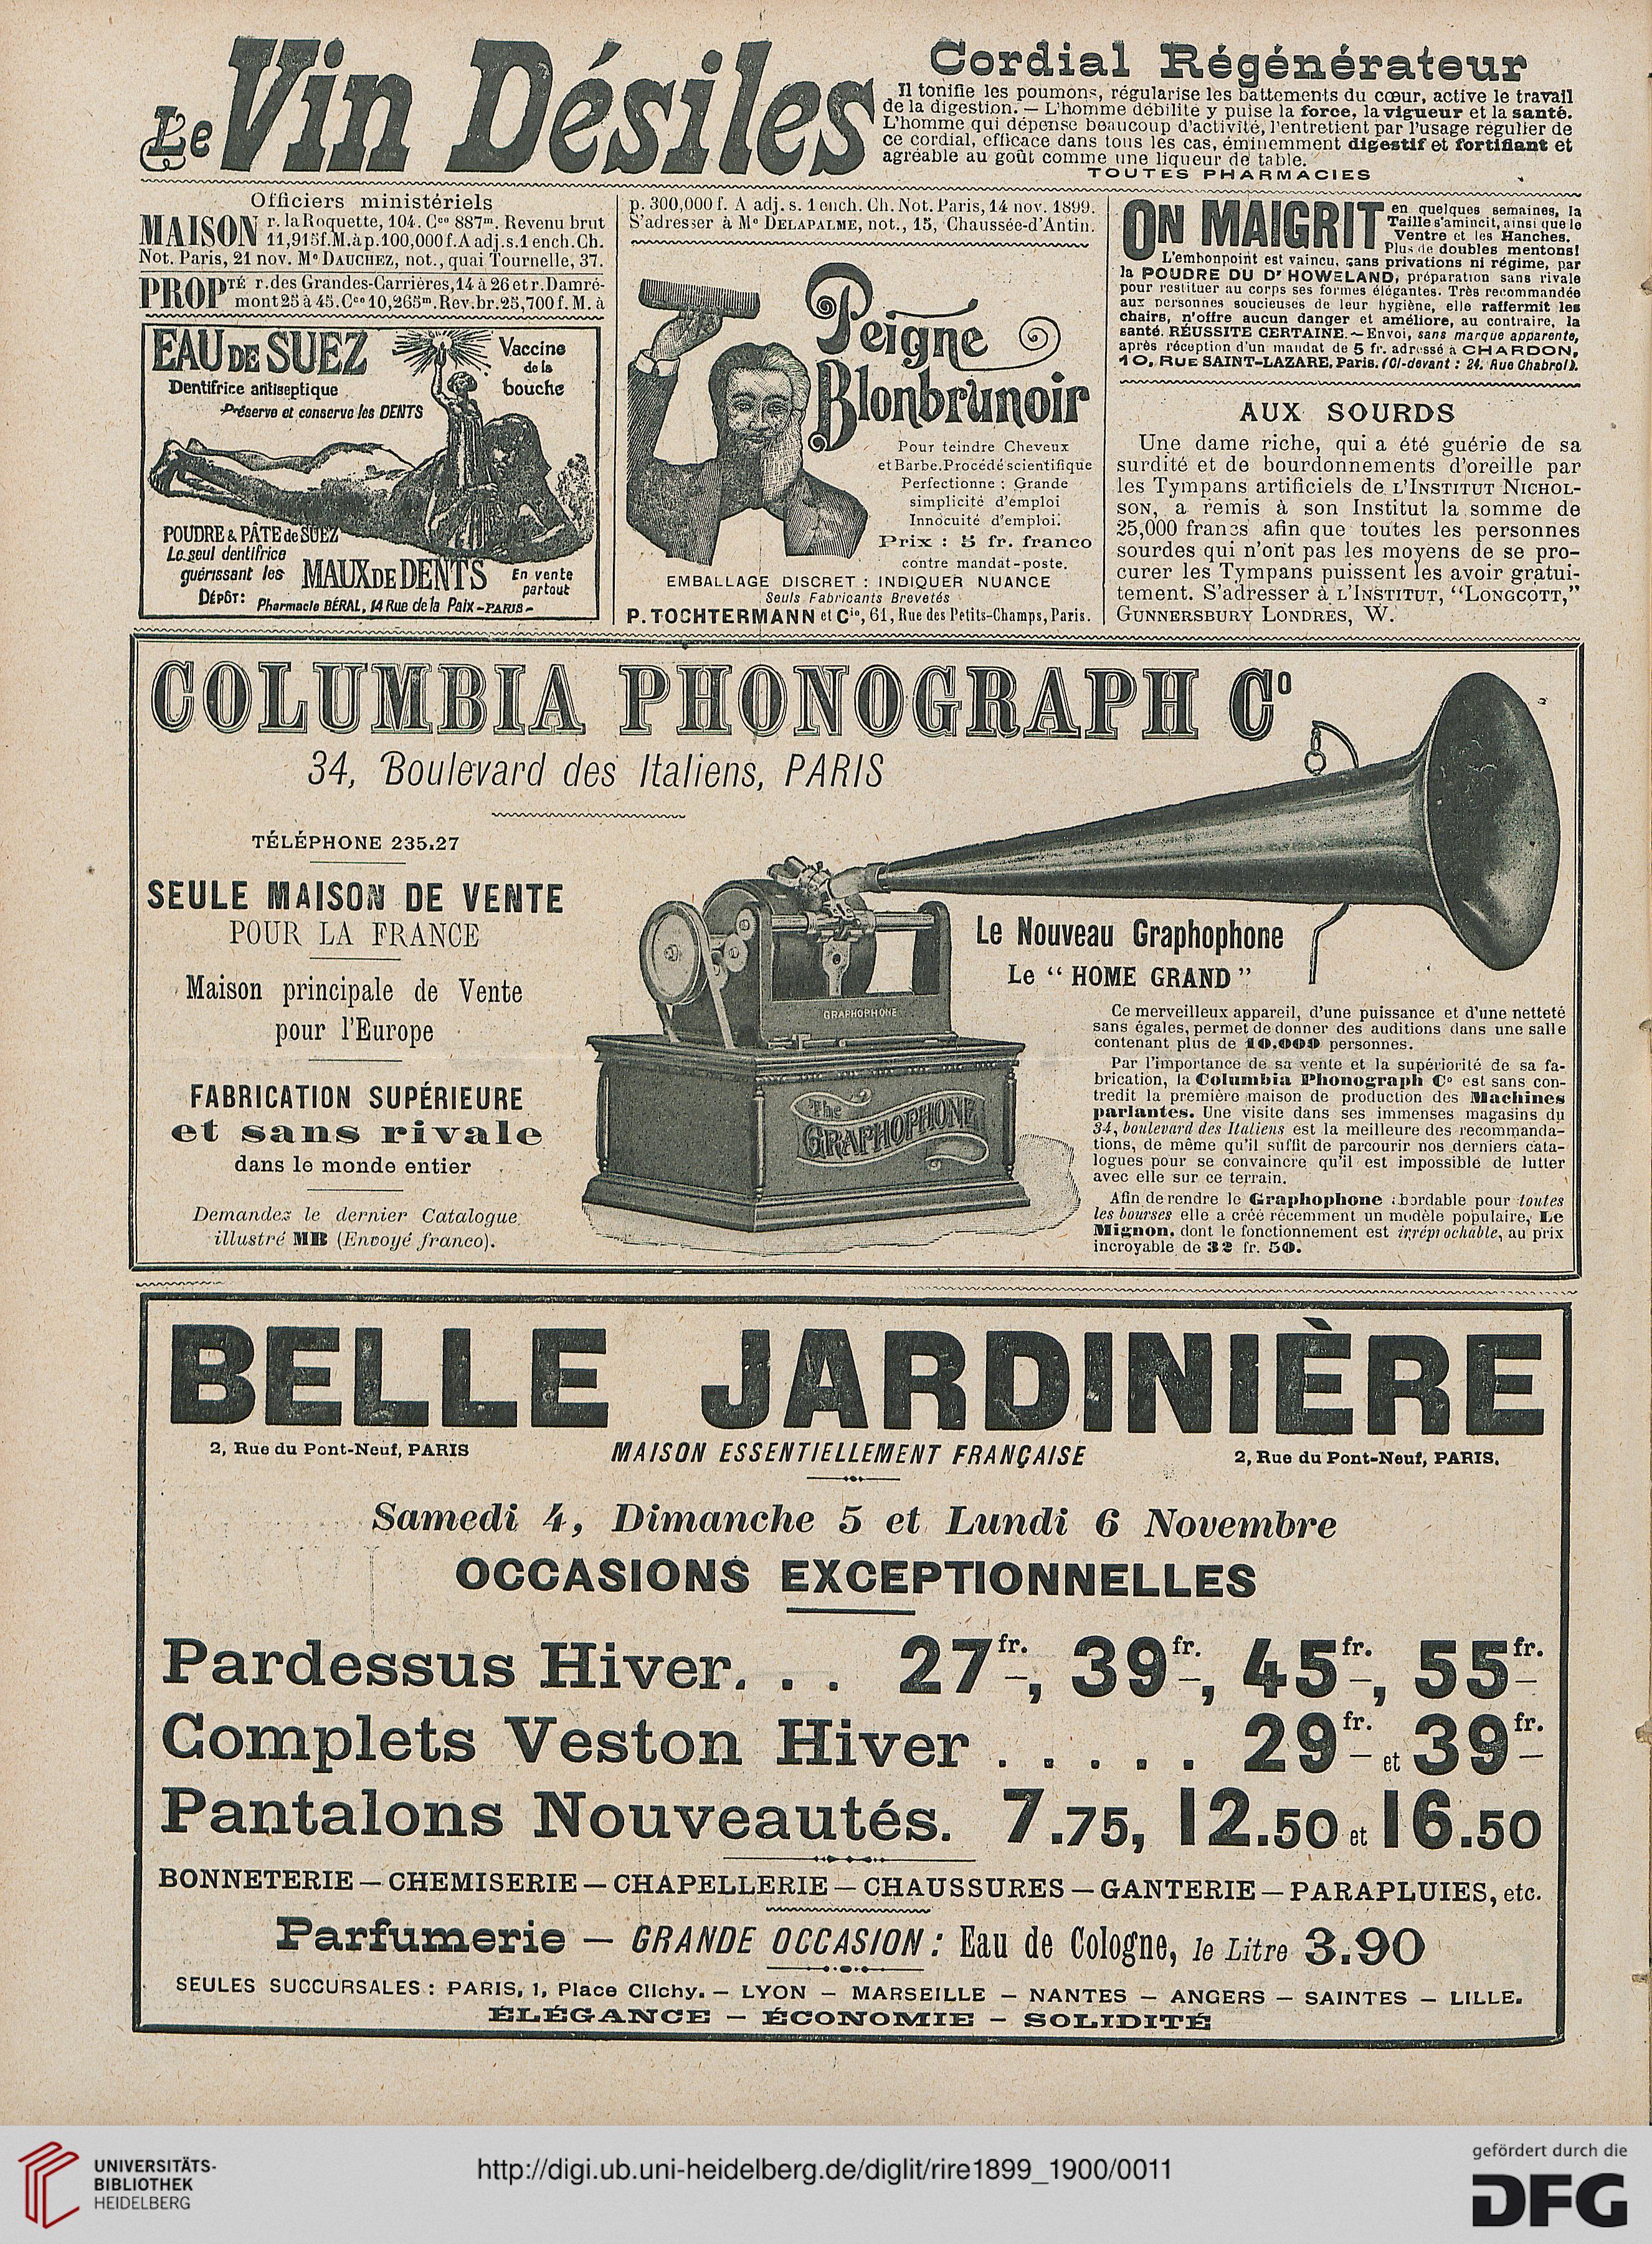 Le Vin Désiles
Cordial Régénérateur
Il tonifie les poumons, régularise les battements du cœur, active le travail
de la digestion. — L'homme débilité y puise la force, la vigueur et la santé.
L'homme qui dépense beaucoup d'activité, l'entretient par l'usage régulier de
ce cordial, efficace dans tous les cas, éminemment digestif et fortifiant et
agréable au goût comme une liqueur de table.
TOUTES PHARMACIES
Officiers ministériels
MAISON r. la Roquette, 104. Cce 887m. Revenu brut
11,915f. M. à p. 100,000 f. A adj. s. 1 ench. Ch.
Not. Paris, 21 nov. Me DAUCHEZ, not., quai Tournelle, 37.
PROPTÉ r. des Grandes-Carrières, 14 à 26 et r. Damré-
mont 25 à 45. Cce 10,265m. Rev. br. 25,700 f. M. à
p. 300,000 f. A adj. s. 1 ench. Ch. Not. Paris, 14 nov. 1899.
S'adresser à Me DELAPALME, not., 15, Chaussée-d'Antin.
EAU DE SUEZ
Vaccine
de la
bouche
Dentifrice antiseptique
Préserve et conserve les DENTS
POUDRE & PÂTE de SUEZ
Le seul dentifrice
guérissant les MAUX DE DENTS
En vente
partout
DÉPÔT: Pharmacie BÉRAL, 14 Rue de la Paix - PARIS -
Peigne
Blonbrunoir
Pour teindre Cheveux
et Barbe. Procédé scientifique
Perfectionne : Grande
simplicité d'emploi
Innocuité d'emploi.
Prix : 5 fr. franco
contre mandat-poste.
EMBALLAGE DISCRET : INDIQUER NUANCE
Seuls Fabricants Brevetés
P. TOCHTERMANN et Cie, 61, Rue des Petits-Champs, Paris.
ON MAIGRIT en quelques semaines, la
Taille s'amincit, ainsi que le
Ventre et les Hanches.
Plus de doubles mentons!
L'embonpoint est vaincu, sans privations ni régime, par
la POUDRE DU Dr HOWELAND, préparation sans rivale
pour restituer au corps ses formes élégantes. Très recommandée
aux personnes soucieuses de leur hygiène, elle raffermit les
chairs, n'offre aucun danger et améliore, au contraire, la
santé. RÉUSSITE CERTAINE. — Envoi, sans marque apparente,
après réception d'un mandat de 5 fr. adressé à CHARDON,
10, RUE SAINT-LAZARE, Paris. (Ci-devant : 24, Rue Chabrol).
AUX SOURDS
Une dame riche, qui a été guérie de sa
surdité et de bourdonnements d'oreille par
les Tympans artificiels de L'INSTITUT NICHOL-
SON, a remis à son Institut la somme de
25,000 francs afin que toutes les personnes
sourdes qui n'ont pas les moyens de se pro-
curer les Tympans puissent les avoir gratui-
tement. S'adresser à L'INSTITUT, "LONGCOTT,"
GUNNERSBURY LONDRES, W.
COLUMBIA PHONOGRAPH Co
34, Boulevard des Italiens, PARIS
TÉLÉPHONE 235.27
SEULE MAISON DE VENTE
POUR LA FRANCE
Maison principale de Vente
pour l'Europe
FABRICATION SUPÉRIEURE
et sans rivale
dans le monde entier
Demandez le dernier Catalogue
illustré MB (Envoyé franco).
GRAPHOPHONE
The
GRAPHOPHONE
Le Nouveau Graphophone
Le "HOME GRAND"
Ce merveilleux appareil, d'une puissance et d'une netteté
sans égales, permet de donner des auditions dans une salle
contenant plus de 10.000 personnes.
Par l'importance de sa vente et la supériorité de sa fa-
brication, la Columbia Phonograph Co est sans con-
tredit la première maison de production des Machines
parlantes. Une visite dans ses immenses magasins du
34, boulevard des Italiens est la meilleure des recommanda-
tions, de même qu'il suffit de parcourir nos derniers cata-
logues pour se convaincre qu'il est impossible de lutter
avec elle sur ce terrain.
Afin de rendre le Graphophone abordable pour toutes
les bourses elle a créé récemment un modèle populaire, Le
Mignon, dont le fonctionnement est irréprochable, au prix
incroyable de 32 fr. 50.
BELLE JARDINIÈRE
2, Rue du Pont-Neuf, PARIS
MAISON ESSENTIELLEMENT FRANÇAISE
2, Rue du Pont-Neuf, PARIS.
Samedi 4, Dimanche 5 et Lundi 6 Novembre
OCCASIONS EXCEPTIONNELLES
Pardessus Hiver. . . 27fr.-, 39fr.-, 45fr.-, 55fr.-
Complets Veston Hiver . . . . . 29fr.- et 39fr.-
Pantalons Nouveautés. 7.75, 12.50 et 16.50
BONNETERIE — CHEMISERIE — CHAPELLERIE — CHAUSSURES — GANTERIE — PARAPLUIES, etc.
Parfumerie — GRANDE OCCASION : Eau de Cologne, le Litre 3.90
SEULES SUCCURSALES : PARIS, 1, Place Clichy. — LYON — MARSEILLE — NANTES — ANGERS — SAINTES — LILLE.
ÉLÉGANCE — ÉCONOMIE — SOLIDITÉ
UNIVERSITÄTS-
BIBLIOTHEK
HEIDELBERG
http://digi.ub.uni-heidelberg.de/diglit/rire1899_1900/0011
gefördert durch die
DFG